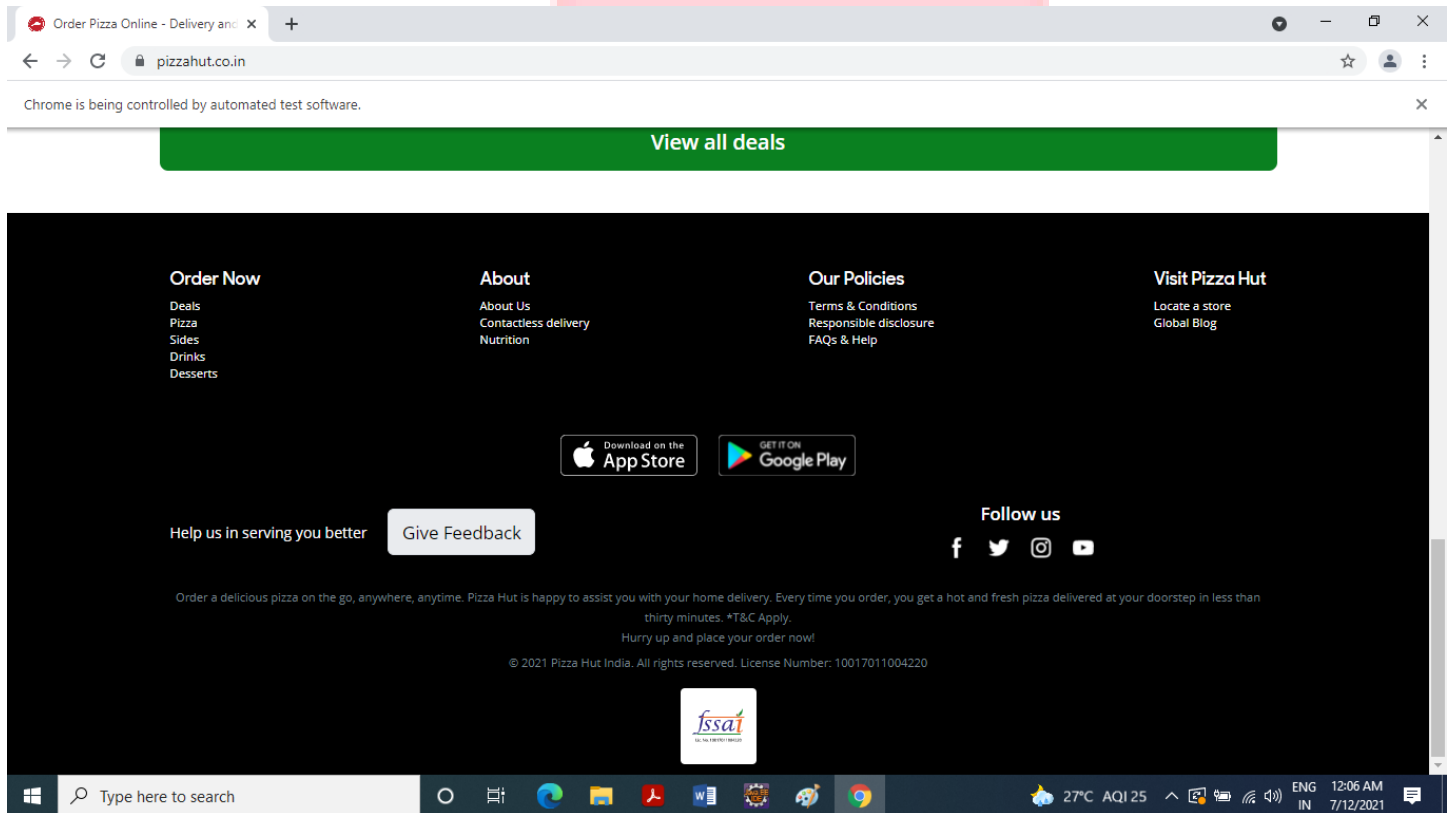 Order Pizza Online - Delivery and
pizzahut.co.in
Chrome is being controlled by automated test software.
View all deals
Order Now
Deals
Pizza
Sides
Drinks
Desserts
About
About Us
Contactless delivery
Nutrition
Our Policies
Terms & Conditions
Responsible disclosure
FAQs & Help
Visit Pizza Hut
Locate a store
Global Blog
Download on the
App Store
GET IT ON
Google Play
Help us in serving you better
Give Feedback
Follow us
Order a delicious pizza on the go, anywhere, anytime. Pizza Hut is happy to assist you with your home delivery. Every time you order, you get a hot and fresh pizza delivered at your doorstep in less than
thirty minutes. *T&C Apply.
Hurry up and place your order now!
© 2021 Pizza Hut India. All rights reserved. License Number: 10017011004220
fssai
Type here to search
27°C AQI 25
ENG
IN
12:06 AM
7/12/2021